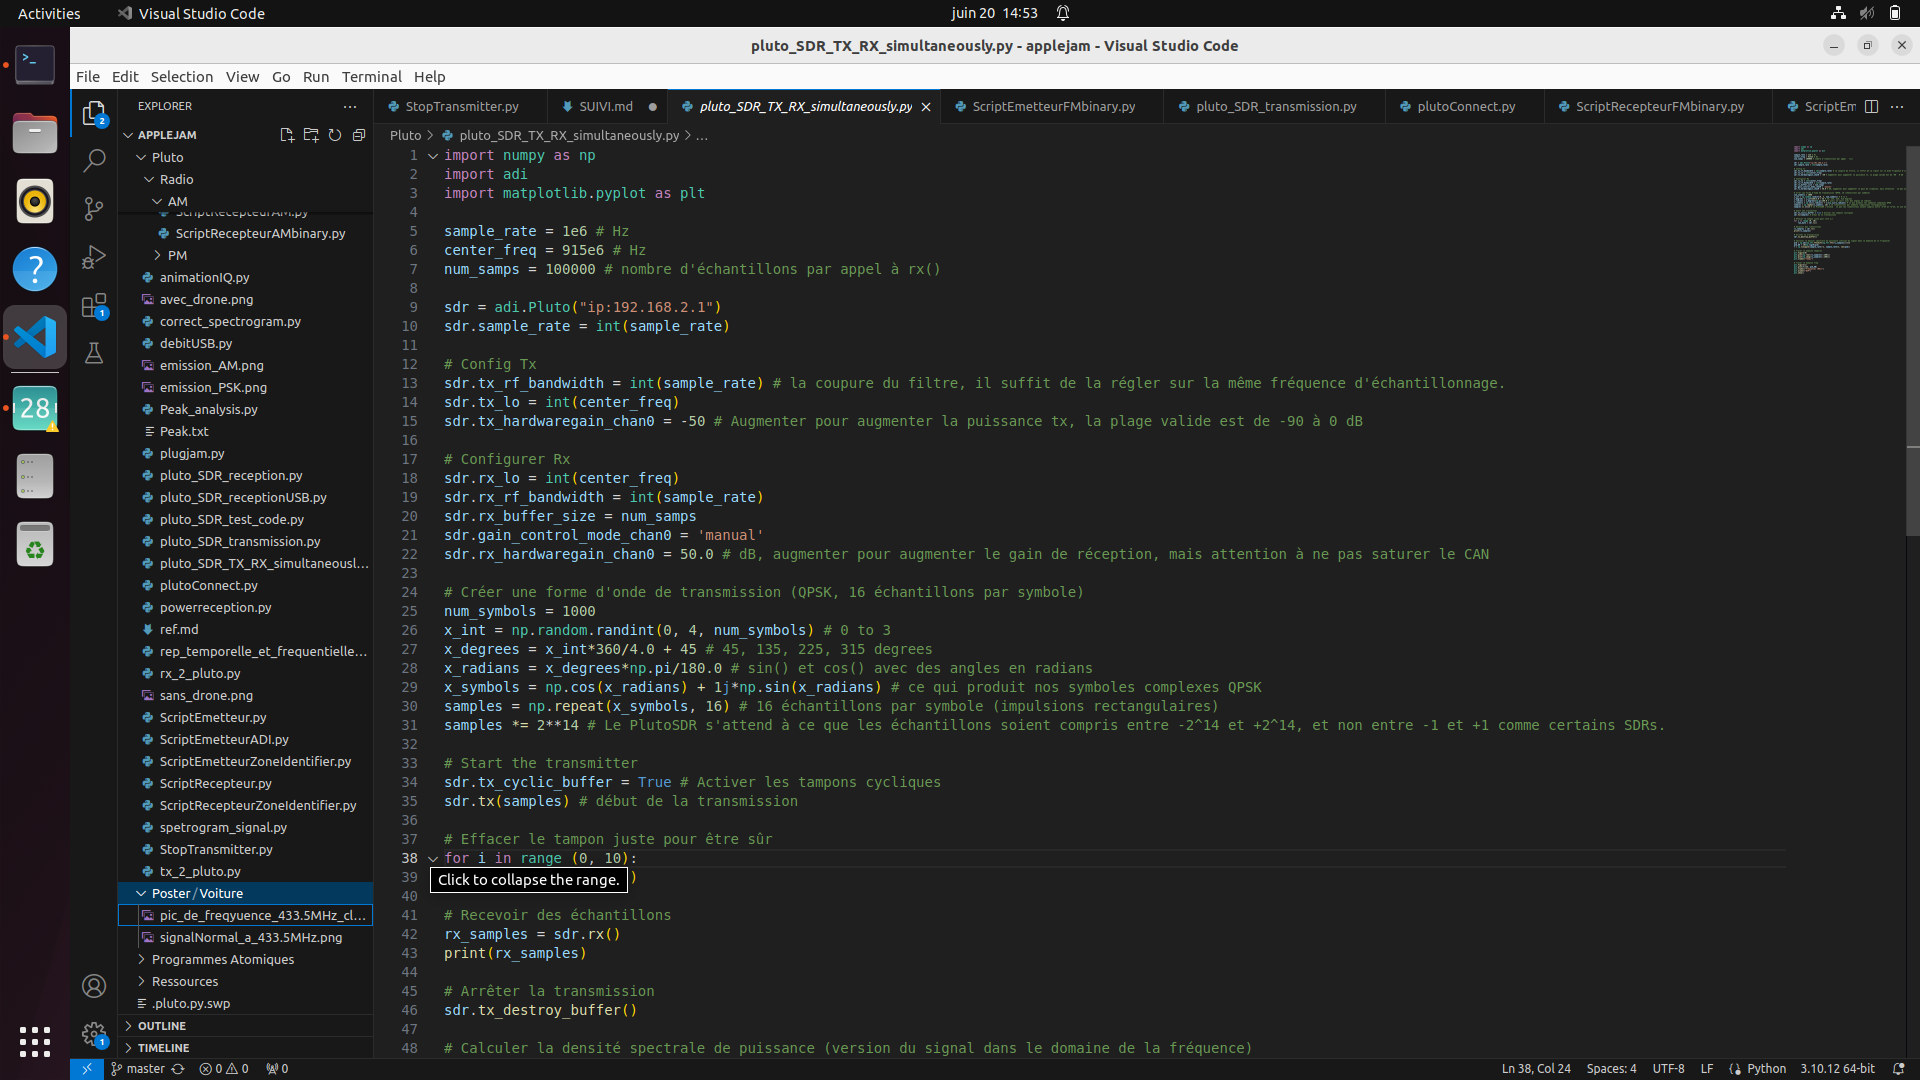 Activities
Visual Studio Code
juin 20 14:53
pluto_SDR_TX_RX_simultaneously.py - applejam - Visual Studio Code
File Edit Selection View Go Run Terminal Help
EXPLORER
StopTransmitter.py
SUIVI.md
pluto_SDR_TX_RX_simultaneously.py
ScriptEmetteurFMbinary.py
pluto_SDR_transmission.py
plutoConnect.py
ScriptRecepteurFMbinary.py
ScriptEm
APPLEJAM
Pluto
Radio
AM
ScriptRecepteurAM.py
ScriptRecepteurAMbinary.py
PM
animationIQ.py
avec_drone.png
correct_spectrogram.py
debitUSB.py
emission_AM.png
emission_PSK.png
Peak_analysis.py
Peak.txt
plugjam.py
pluto_SDR_reception.py
pluto_SDR_receptionUSB.py
pluto_SDR_test_code.py
pluto_SDR_transmission.py
pluto_SDR_TX_RX_simultaneousl...
plutoConnect.py
powerreception.py
ref.md
rep_temporelle_et_frequentielle...
rx_2_pluto.py
sans_drone.png
ScriptEmetteur.py
ScriptEmetteurADI.py
ScriptEmetteurZoneIdentifier.py
ScriptRecepteur.py
ScriptRecepteurZoneIdentifier.py
spetrogram_signal.py
StopTransmitter.py
tx_2_pluto.py
Poster/Voiture
pic_de_freqyuence_433.5MHz_cl...
signalNormal_a_433.5MHz.png
Programmes Atomiques
Ressources
.pluto.py.swp
OUTLINE
TIMELINE
Pluto > pluto_SDR_TX_RX_simultaneously.py > ...
1 import numpy as np
2 import adi
3 import matplotlib.pyplot as plt
4
5 sample_rate = 1e6 # Hz
6 center_freq = 915e6 # Hz
7 num_samps = 100000 # nombre d'échantillons par appel à rx()
8
9 sdr = adi.Pluto("ip:192.168.2.1")
10 sdr.sample_rate = int(sample_rate)
11
12 # Config Tx
13 sdr.tx_rf_bandwidth = int(sample_rate) # la coupure du filtre, il suffit de la régler sur la même fréquence d'échantillonnage.
14 sdr.tx_lo = int(center_freq)
15 sdr.tx_hardwaregain_chan0 = -50 # Augmenter pour augmenter la puissance tx, la plage valide est de -90 à 0 dB
16
17 # Configurer Rx
18 sdr.rx_lo = int(center_freq)
19 sdr.rx_rf_bandwidth = int(sample_rate)
20 sdr.rx_buffer_size = num_samps
21 sdr.gain_control_mode_chan0 = 'manual'
22 sdr.rx_hardwaregain_chan0 = 50.0 # dB, augmenter pour augmenter le gain de réception, mais attention à ne pas saturer le CAN
23
24 # Créer une forme d'onde de transmission (QPSK, 16 échantillons par symbole)
25 num_symbols = 1000
26 x_int = np.random.randint(0, 4, num_symbols) # 0 to 3
27 x_degrees = x_int*360/4.0 + 45 # 45, 135, 225, 315 degrees
28 x_radians = x_degrees*np.pi/180.0 # sin() et cos() avec des angles en radians
29 x_symbols = np.cos(x_radians) + 1j*np.sin(x_radians) # ce qui produit nos symboles complexes QPSK
30 samples = np.repeat(x_symbols, 16) # 16 échantillons par symbole (impulsions rectangulaires)
31 samples *= 2**14 # Le PlutoSDR s'attend à ce que les échantillons soient compris entre -2^14 et +2^14, et non entre -1 et +1 comme certains SDRs.
32
33 # Start the transmitter
34 sdr.tx_cyclic_buffer = True # Activer les tampons cycliques
35 sdr.tx(samples) # début de la transmission
36
37 # Effacer le tampon juste pour être sûr
38 for i in range (0, 10):
39 Click to collapse the range. )
40
41 # Recevoir des échantillons
42 rx_samples = sdr.rx()
43 print(rx_samples)
44
45 # Arrêter la transmission
46 sdr.tx_destroy_buffer()
47
48 # Calculer la densité spectrale de puissance (version du signal dans le domaine de la fréquence)
2
1
28
1
master 0 0 0
Ln 38, Col 24 Spaces: 4 UTF-8 LF Python 3.10.12 64-bit